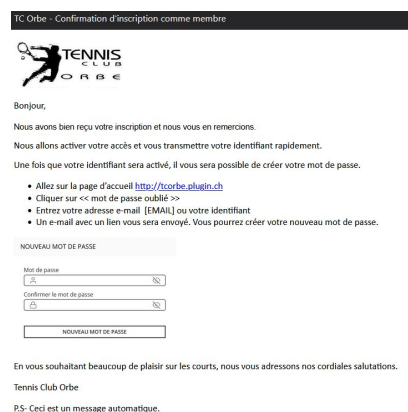 TC Orbe - Confirmation d'inscription comme membre
TENNIS
CLUB
ORBE
Bonjour,
Nous avons bien reçu votre inscription et nous vous en remercions.
Nous allons activer votre accès et vous transmettre votre identifiant rapidement.
Une fois que votre identifiant sera activé, il vous sera possible de créer votre mot de passe.
• Allez sur la page d'accueil http://tcorbe.plugin.ch
• Cliquer sur << mot de passe oublié >>
• Entrez votre adresse e-mail [EMAIL] ou votre identifiant
• Un e-mail avec un lien vous sera envoyé. Vous pourrez créer votre nouveau mot de passe.
NOUVEAU MOT DE PASSE
Mot de passe
Confirmer le mot de passe
NOUVEAU MOT DE PASSE
En vous souhaitant beaucoup de plaisir sur les courts, nous vous adressons nos cordiales salutations.
Tennis Club Orbe
P.S- Ceci est un message automatique.